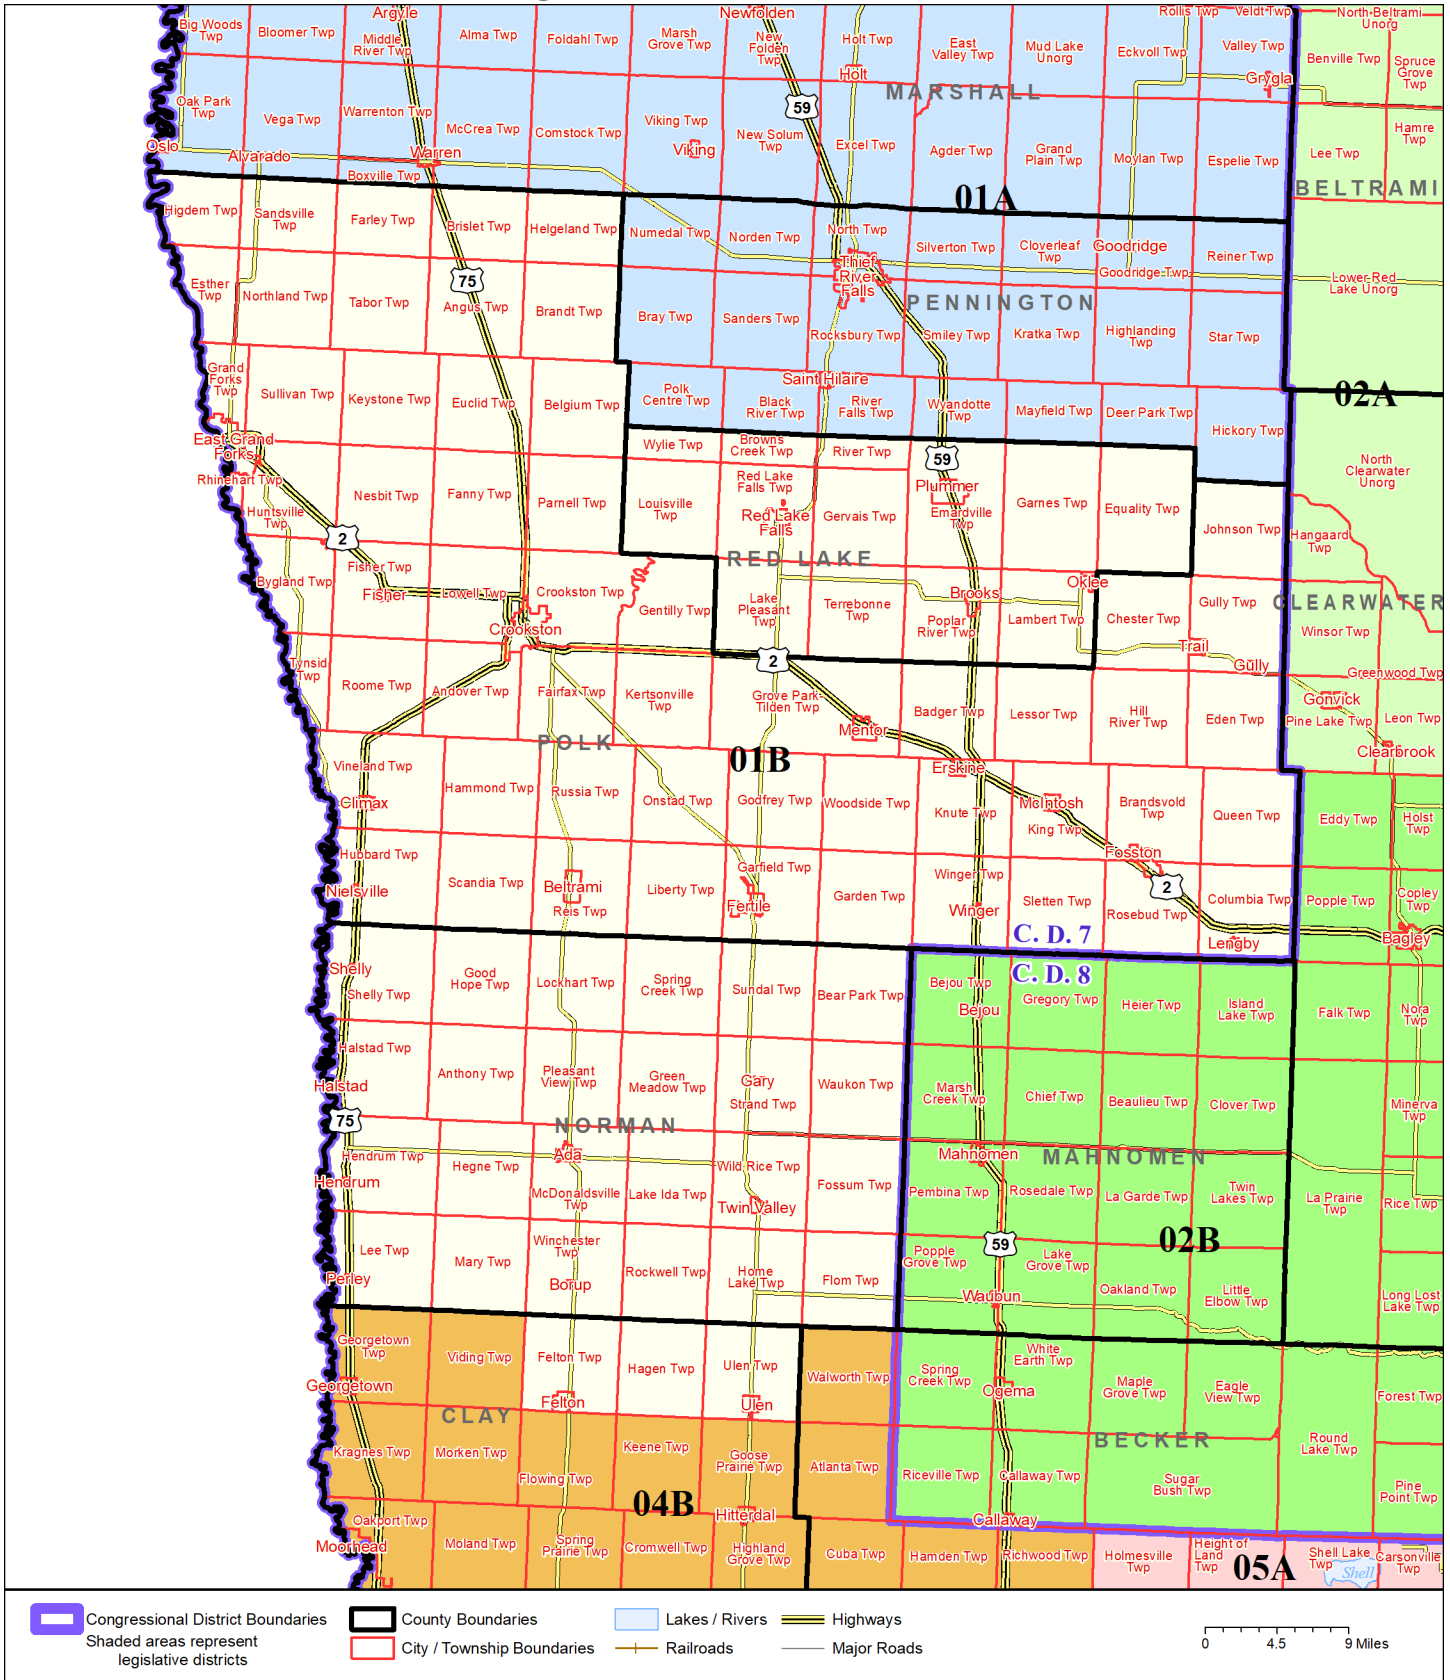 Big Woods
Twp
Bloomer Twp
Argyle
Middle
River Twp
Alma Twp
Foldahl Twp
Marsh
Grove Twp
Newfolden
New
Folden
Twp
Holt Twp
East
Valley Twp
Mud Lake
Unorg
Eckvoll Twp
Rollis Twp
Veldt Twp
Valley Twp
North Beltrami
Unorg
Benville Twp
Spruce
Grove
Twp
Holt
Grygla
MARSHALL
59
Oak Park
Twp
Vega Twp
Warrenton Twp
McCrea Twp
Comstock Twp
Viking Twp
Viking
New Solum
Twp
Excel Twp
Agder Twp
Grand
Plain Twp
Moylan Twp
Espelie Twp
Lee Twp
Hamre
Twp
Oslo
Alvarado
Warren
Boxville Twp
BELTRAMI
01A
Higdem Twp
Sandsville
Twp
Farley Twp
Brislet Twp
Helgeland Twp
Numedal Twp
Norden Twp
North Twp
Silverton Twp
Cloverleaf
Twp
Goodridge
Goodridge Twp
Reiner Twp
Lower Red
Lake Unorg
Thief
River
Falls
PENNINGTON
75
Esther
Twp
Northland Twp
Tabor Twp
Angus Twp
Brandt Twp
Bray Twp
Sanders Twp
Rocksbury Twp
Smiley Twp
Kratka Twp
Highlanding
Twp
Star Twp
Grand
Forks
Twp
Sullivan Twp
Keystone Twp
Euclid Twp
Belgium Twp
Polk
Centre Twp
Saint Hilaire
Black
River Twp
River
Falls Twp
Wyandotte
Twp
Mayfield Twp
Deer Park Twp
Hickory Twp
02A
East Grand
Forks
Rhinehart Twp
Huntsville
Twp
Nesbit Twp
Fanny Twp
Parnell Twp
Wylie Twp
Browns
Creek Twp
River Twp
59
Red Lake
Falls Twp
Louisville
Twp
Red Lake
Falls
Gervais Twp
Plummer
Emardville
Twp
Garnes Twp
Equality Twp
Johnson Twp
North
Clearwater
Unorg
Hangaard
Twp
2
RED LAKE
Bygland Twp
Fisher Twp
Fisher
Lowell Twp
Crookston Twp
Crookston
Gentilly Twp
Lake
Pleasant
Twp
Terrebonne
Twp
Brooks
Poplar
River Twp
Oklee
Lambert Twp
Chester Twp
Gully Twp
Trail
Gully
CLEARWATER
Winsor Twp
Greenwood Twp
Tynsid
Twp
Roome Twp
Andover Twp
Fairfax Twp
Kertsonville
Twp
2
Grove Park-
Tilden Twp
Mentor
Badger Twp
Lessor Twp
Hill
River Twp
Eden Twp
Gonvick
Pine Lake Twp
Leon Twp
Clearbrook
POLK
01B
Vineland Twp
Climax
Hammond Twp
Russia Twp
Onstad Twp
Godfrey Twp
Woodside Twp
Erskine
Knute Twp
McIntosh
King Twp
Brandsvold
Twp
Queen Twp
Eddy Twp
Holst
Twp
Hubbard Twp
Nielsville
Scandia Twp
Beltrami
Reis Twp
Liberty Twp
Garfield Twp
Fertile
Garden Twp
Winger Twp
Winger
Sletten Twp
Fosston
2
Rosebud Twp
Columbia Twp
Lengby
Popple Twp
Copley
Twp
Bagley
C. D. 7
C. D. 8
Shelly
Shelly Twp
Good
Hope Twp
Lockhart Twp
Spring
Creek Twp
Sundal Twp
Bear Park Twp
Bejou Twp
Bejou
Gregory Twp
Heier Twp
Island
Lake Twp
Falk Twp
Nora
Twp
Halstad Twp
Halstad
Anthony Twp
Pleasant
View Twp
Green
Meadow Twp
Gary
Strand Twp
Waukon Twp
Marsh
Creek Twp
Chief Twp
Beaulieu Twp
Clover Twp
Minerva
Twp
75
NORMAN
MAHNOMEN
Hendrum Twp
Hendrum
Hegne Twp
Ada
McDonaldsville
Twp
Lake Ida Twp
Wild Rice Twp
Twin Valley
Fossum Twp
Mahnomen
Pembina Twp
Rosedale Twp
La Garde Twp
Twin
Lakes Twp
La Prairie
Twp
Rice Twp
02B
Lee Twp
Perley
Mary Twp
Winchester
Twp
Borup
Rockwell Twp
Home
Lake Twp
Flom Twp
Popple
Grove Twp
59
Waubun
Lake
Grove Twp
Oakland Twp
Little
Elbow Twp
Long Lost
Lake Twp
Georgetown
Twp
Georgetown
Viding Twp
Felton Twp
Felton
Hagen Twp
Ulen Twp
Ulen
Walworth Twp
Spring
Creek Twp
White
Earth Twp
Ogema
Maple
Grove Twp
Eagle
View Twp
Forest Twp
CLAY
BECKER
Kragnes Twp
Morken Twp
Flowing Twp
Keene Twp
Goose
Prairie Twp
Atlanta Twp
Riceville Twp
Callaway Twp
Sugar
Bush Twp
Round
Lake Twp
Pine
Point Twp
04B
Hitterdal
Callaway
Oakport Twp
Moorhead
Moland Twp
Spring
Prairie Twp
Cromwell Twp
Highland
Grove Twp
Cuba Twp
Hamden Twp
Richwood Twp
Holmesville
Twp
Height of
Land
Twp
05A
Shell Lake
Twp
Shell
Carsonville
Twp
Congressional District Boundaries
Shaded areas represent
legislative districts
County Boundaries
City / Township Boundaries
Lakes / Rivers
Railroads
Highways
Major Roads
0 4.5 9 Miles